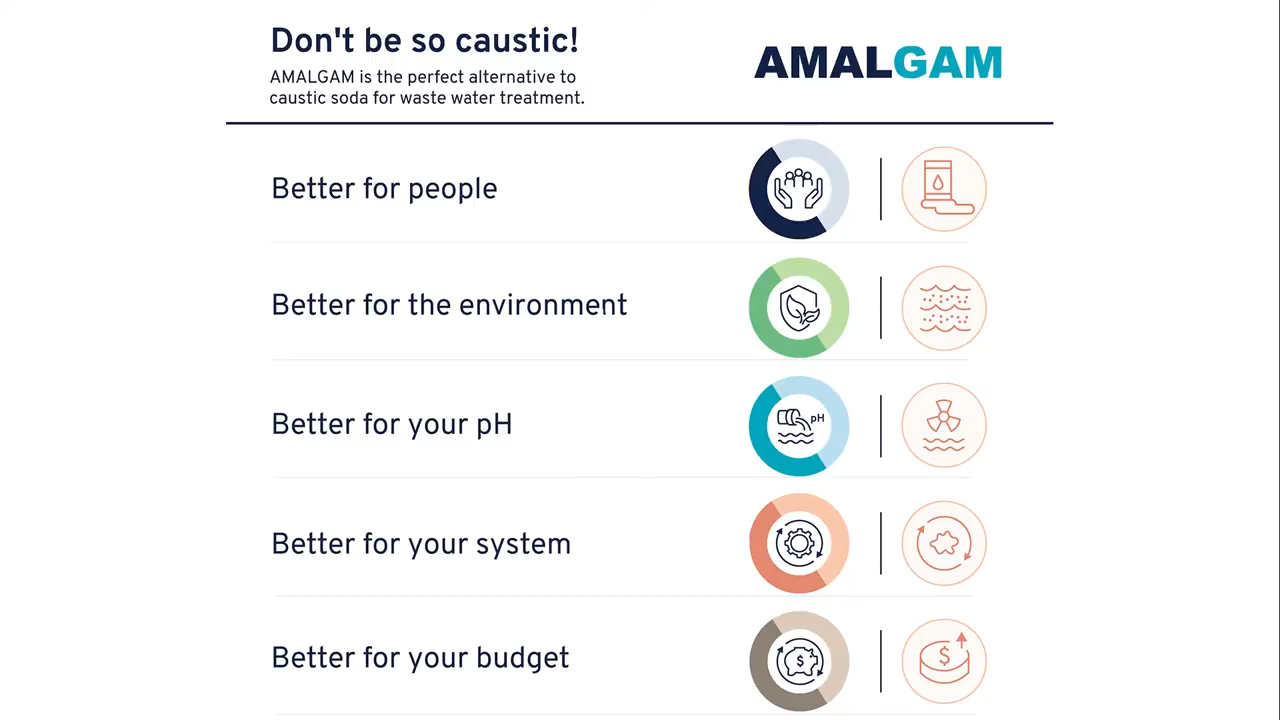 Don't be so caustic!
AMALGAM is the perfect alternative to
caustic soda for waste water treatment.
AMALGAM
Better for people
Better for the environment
Better for your pH
pH
Better for your system
Better for your budget
$
$